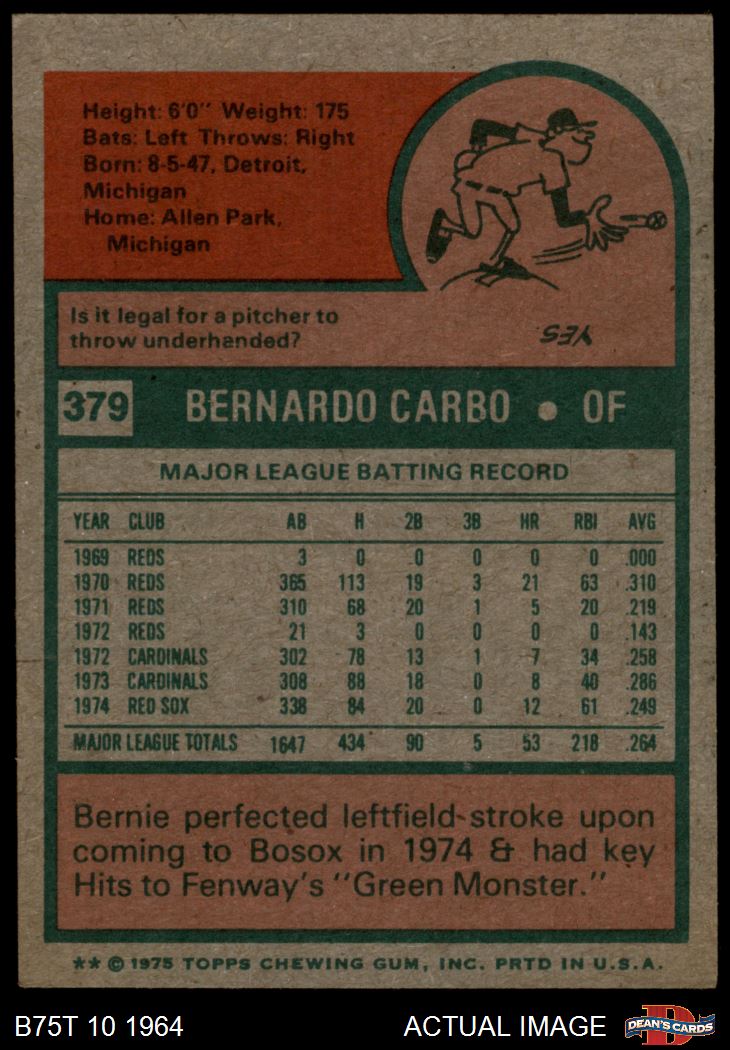 Height: 6'0" Weight: 175
Bats: Left Throws: Right
Born: 8-5-47, Detroit,
Michigan
Home: Allen Park,
Michigan
Is it legal for a pitcher to
throw underhanded?
YES
379 BERNARDO CARBO • OF
MAJOR LEAGUE BATTING RECORD
YEAR CLUB AB H 2B 3B HR RBI AVG
1969 REDS 3 0 0 0 0 0 .000
1970 REDS 365 113 19 3 21 63 .310
1971 REDS 310 68 20 1 5 20 .219
1972 REDS 21 3 0 0 0 0 .143
1972 CARDINALS 302 78 13 1 7 34 .258
1973 CARDINALS 308 88 18 0 8 40 .286
1974 RED SOX 338 84 20 0 12 61 .249
MAJOR LEAGUE TOTALS 1647 434 90 5 53 218 .264
Bernie perfected leftfield-stroke upon
coming to Bosox in 1974 & had key
Hits to Fenway's "Green Monster."
** © 1975 TOPPS CHEWING GUM, INC. PRTD IN U.S.A.
B75T 10 1964 ACTUAL IMAGE D DEAN'S CARDS